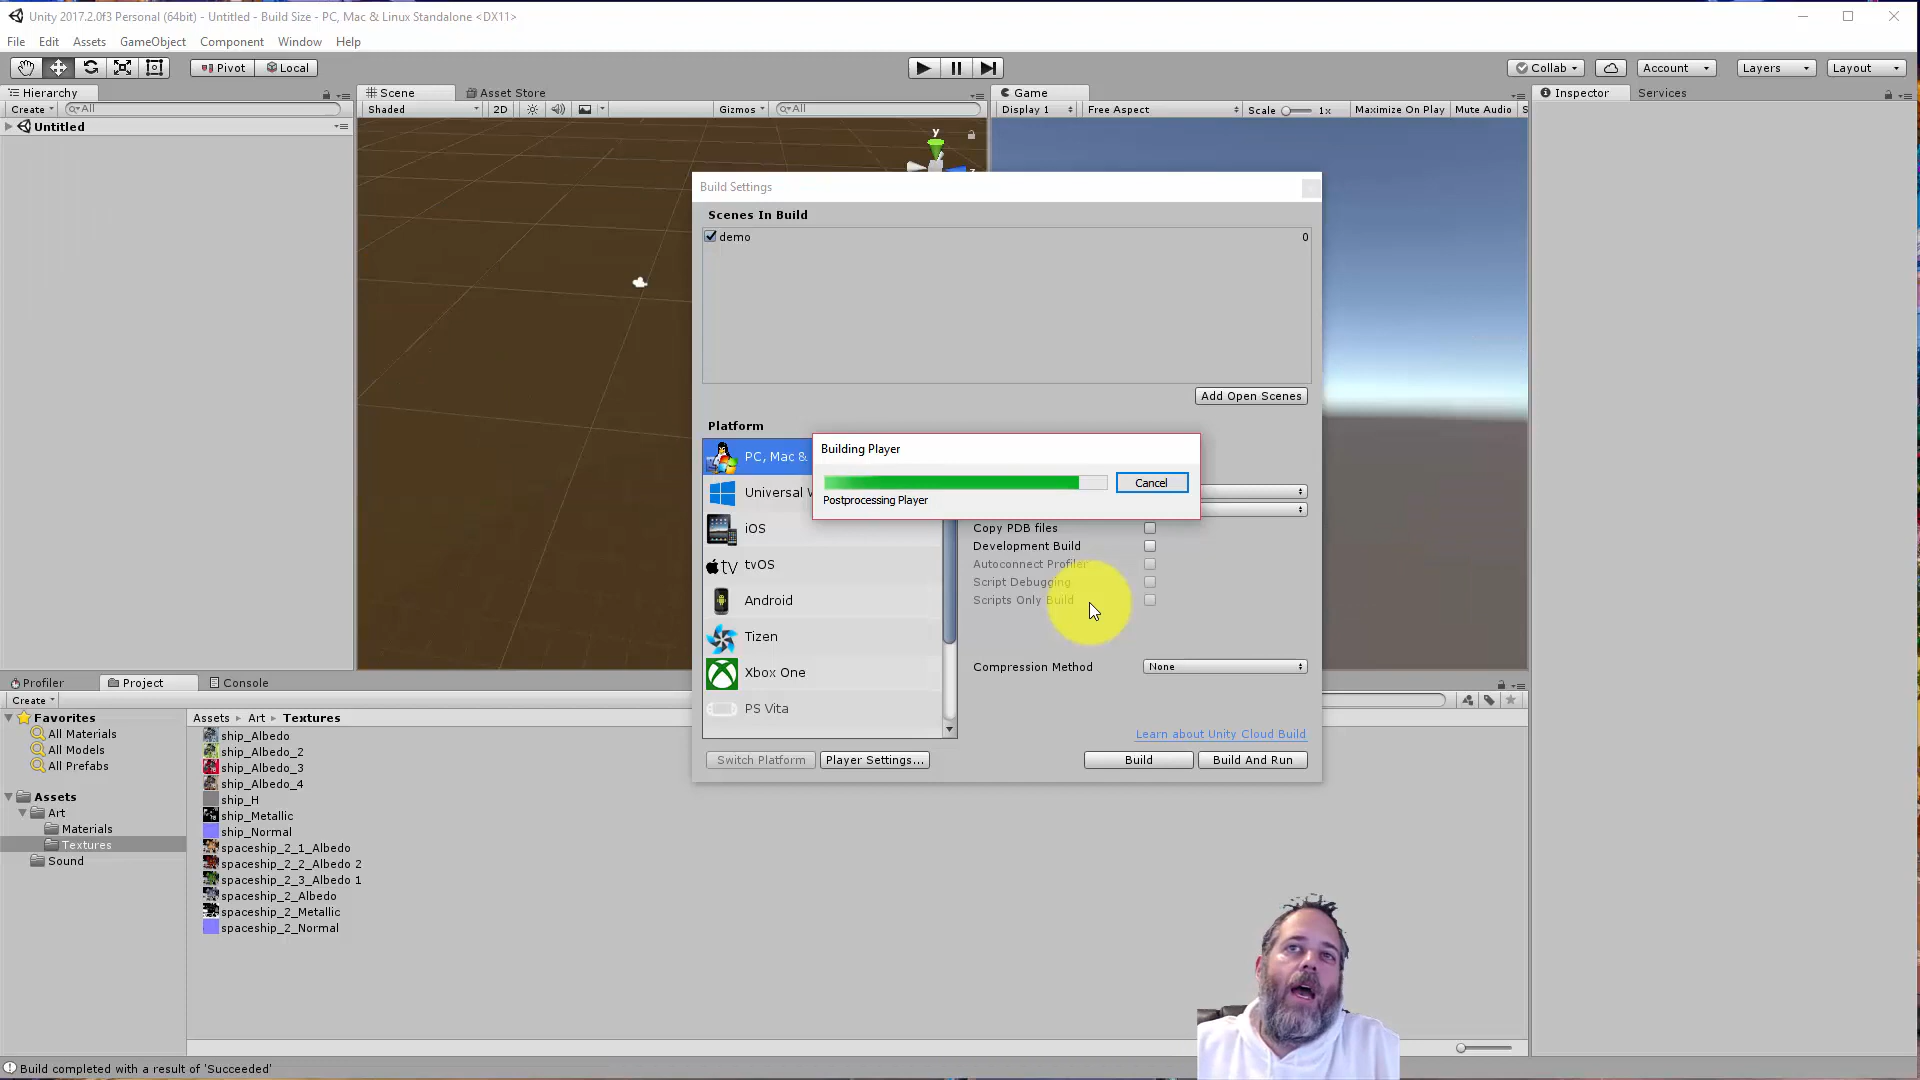 Unity 2017.2.0f3 Personal (64bit) - Untitled - Build Size - PC, Mac & Linux Standalone <DX11>
File Edit Assets GameObject Component Window Help
Pivot Local Collab Account Layers Layout
Hierarchy Scene Asset Store Game Inspector Services
Create All Shaded 2D Gizmos All Display 1 Free Aspect Scale 1x Maximize On Play Mute Audio S
Untitled
y
Build Settings
Scenes In Build
demo 0
Add Open Scenes
Platform
Building Player
PC, Mac &
Cancel
Universal W
Postprocessing Player
iOS
Copy PDB files
Development Build
tvOS
Autoconnect Profiler
Script Debugging
Android
Scripts Only Build
Tizen
Xbox One
Compression Method None
PS Vita
Learn about Unity Cloud Build
Switch Platform Player Settings... Build Build And Run
Profiler Project Console
Create
Favorites
All Materials
All Models
All Prefabs
Assets
Art
Materials
Textures
Sound
Assets Art Textures
ship_Albedo
ship_Albedo_2
ship_Albedo_3
ship_Albedo_4
ship_H
ship_Metallic
ship_Normal
spaceship_2_1_Albedo
spaceship_2_2_Albedo 2
spaceship_2_3_Albedo 1
spaceship_2_Albedo
spaceship_2_Metallic
spaceship_2_Normal
Build completed with a result of 'Succeeded'